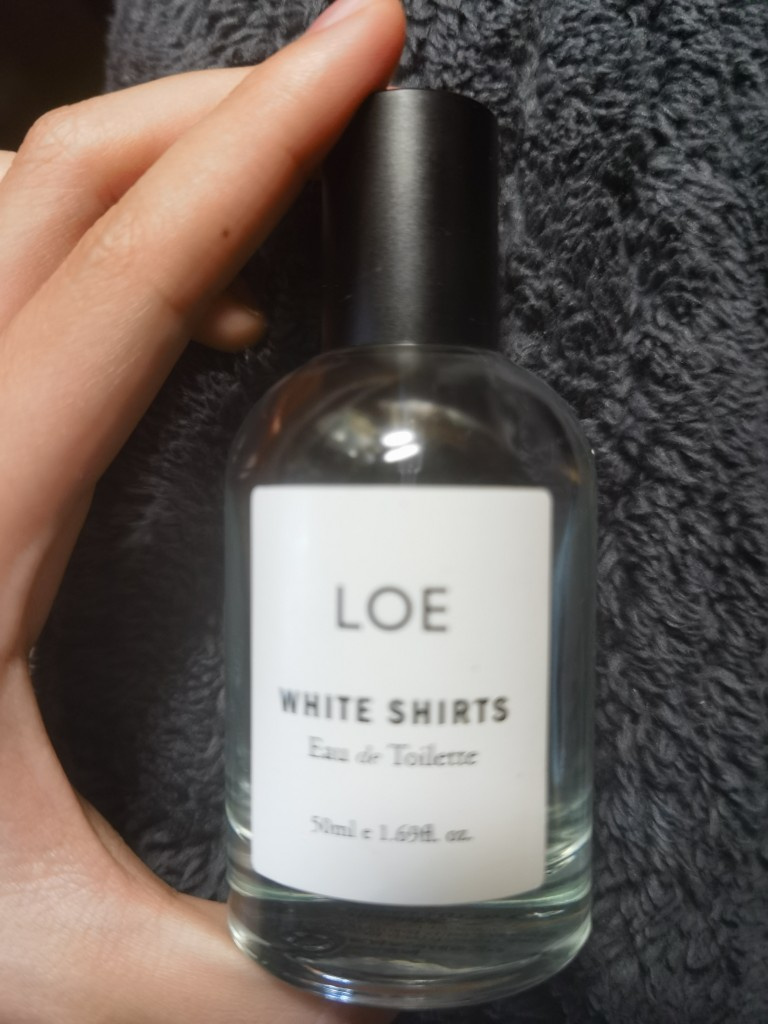 LOE
WHITE SHIRTS
Eau de Toilette
50ml e 1.69fl. oz.